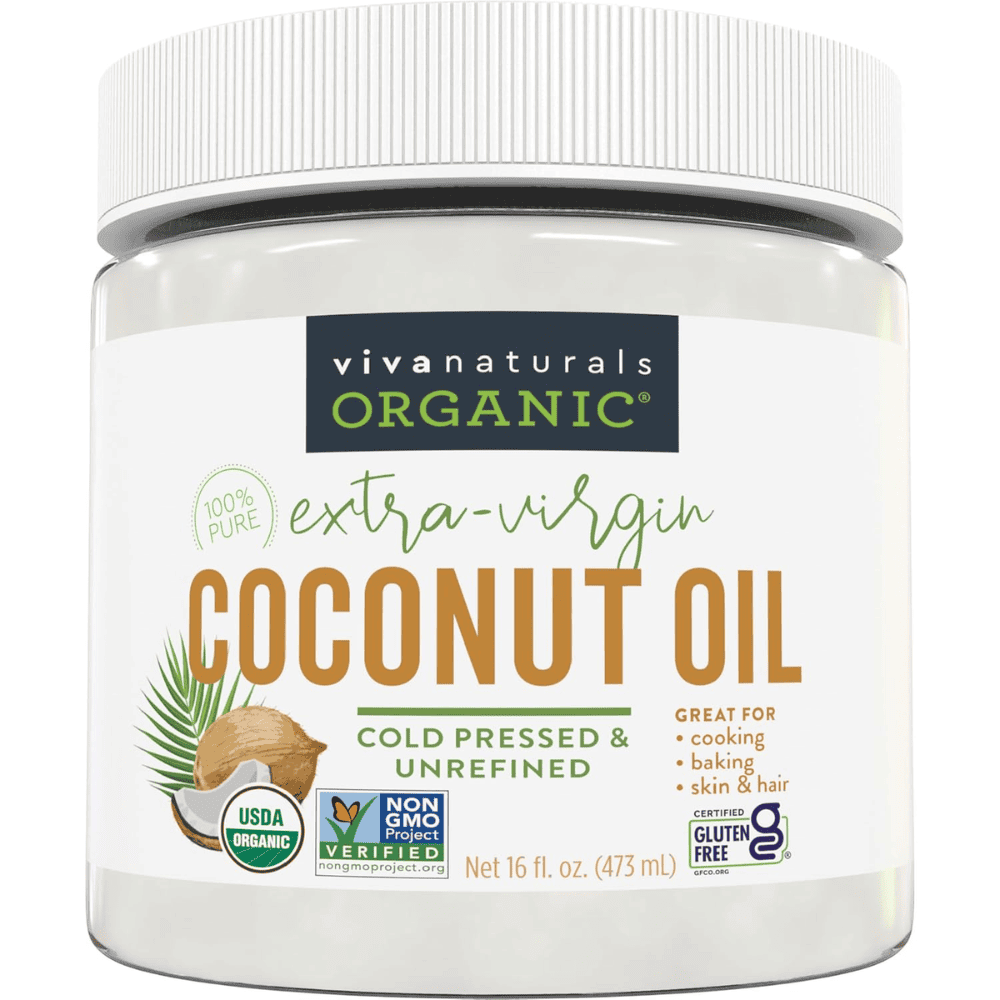 vivanaturals
ORGANIC®
100%
PURE
extra-virgin
COCONUT OIL
COLD PRESSED &
UNREFINED
GREAT FOR
• cooking
• baking
• skin & hair
USDA
ORGANIC
NON
GMO
Project
VERIFIED
nongmoproject.org
Net 16 fl. oz. (473 mL)
CERTIFIED
GLUTEN
FREE
®
GFCO.ORG